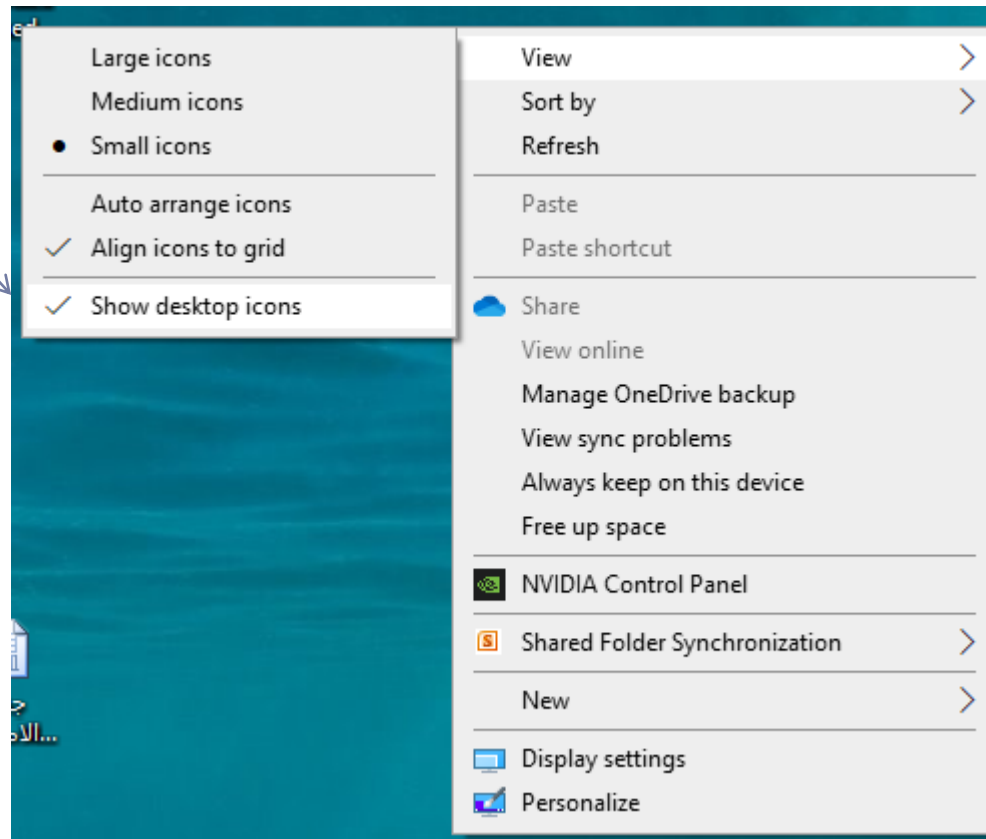 ed
Large icons
Medium icons
Small icons
Auto arrange icons
Align icons to grid
Show desktop icons
View
Sort by
Refresh
Paste
Paste shortcut
Share
View online
Manage OneDrive backup
View sync problems
Always keep on this device
Free up space
NVIDIA Control Panel
Shared Folder Synchronization
New
Display settings
Personalize